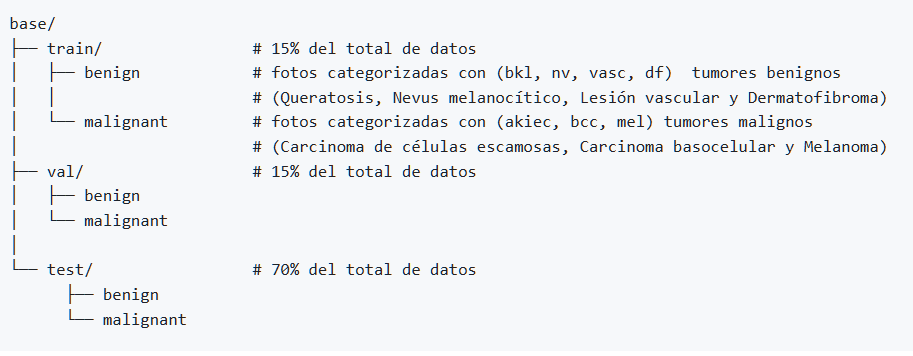 base/
├── train/ # 15% del total de datos
│ ├── benign # fotos categorizadas con (bkl, nv, vasc, df) tumores benignos
│ │ # (Queratosis, Nevus melanocítico, Lesión vascular y Dermatofibroma)
│ └── malignant # fotos categorizadas con (akiec, bcc, mel) tumores malignos
│ # (Carcinoma de células escamosas, Carcinoma basocelular y Melanoma)
├── val/ # 15% del total de datos
│ ├── benign
│ └── malignant
│
└── test/ # 70% del total de datos
├── benign
└── malignant